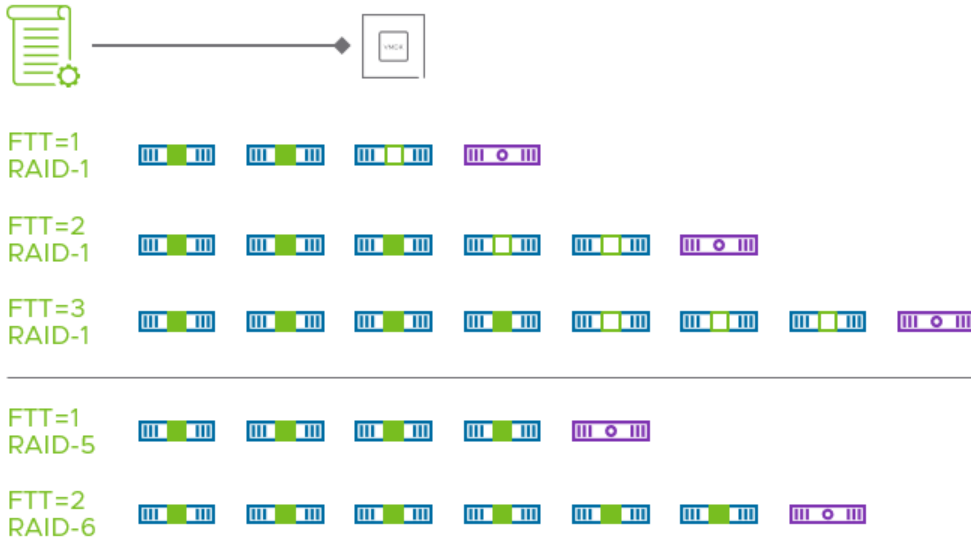 VMDK
FTT=1
RAID-1
FTT=2
RAID-1
FTT=3
RAID-1
FTT=1
RAID-5
FTT=2
RAID-6